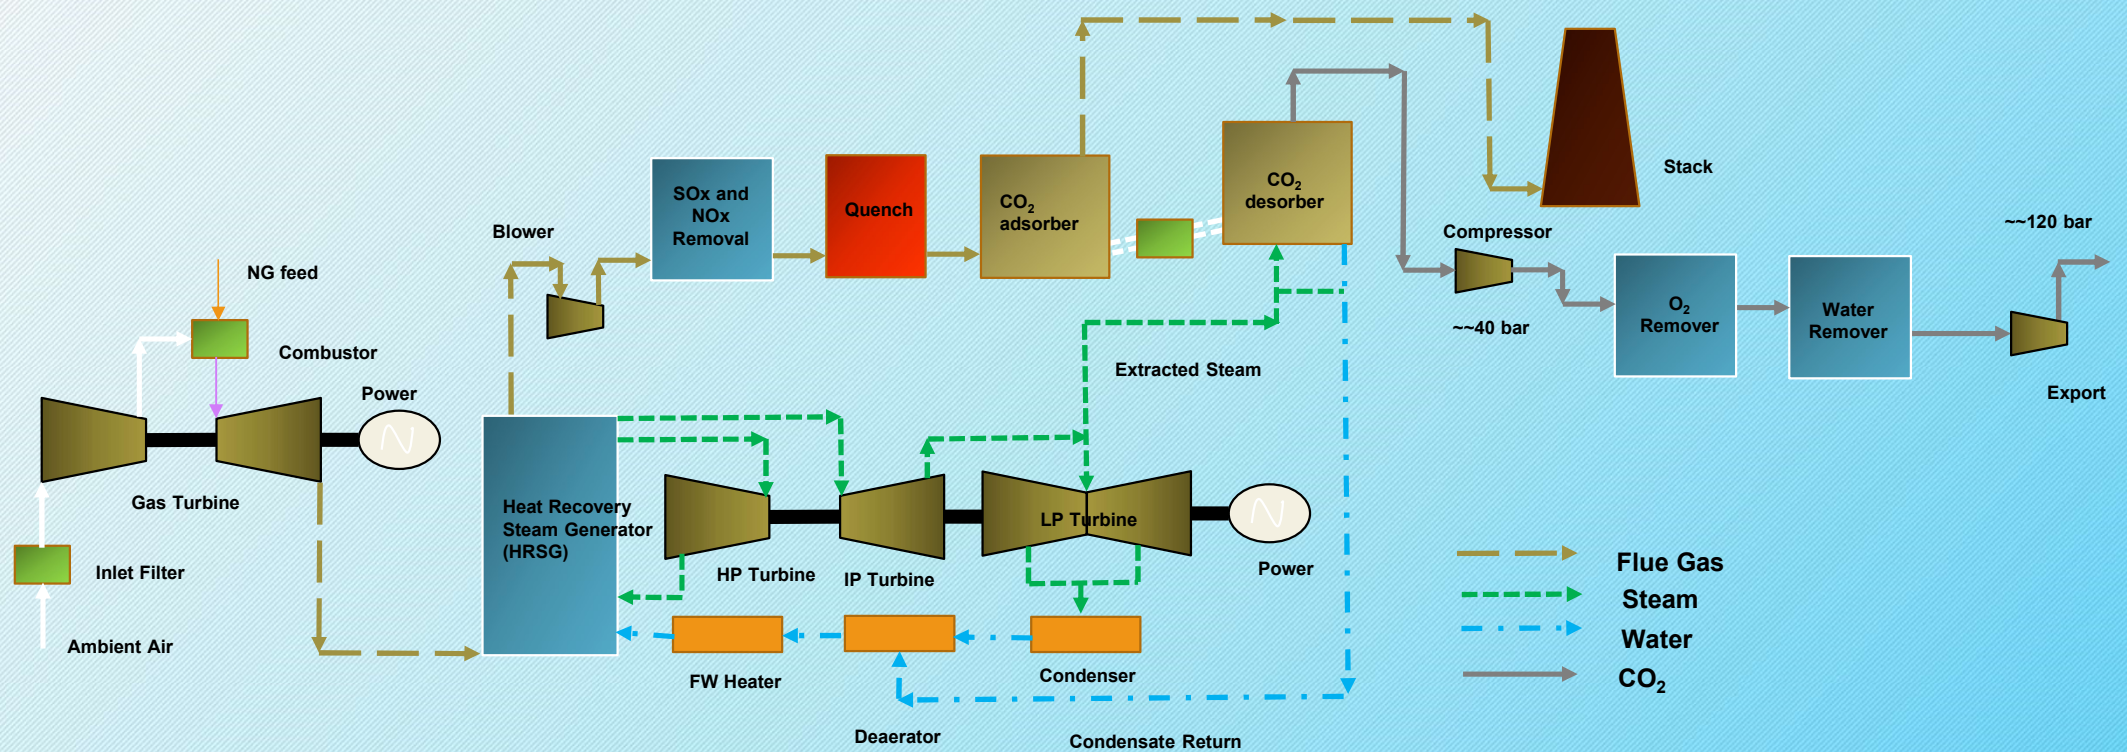 Stack
CO₂
desorber
SOx and
NOx
Removal
Quench
CO₂
adsorber
Blower
Compressor
~~120 bar
NG feed
O₂
Remover
Water
Remover
~~40 bar
Combustor
Extracted Steam
Power
Export
Gas Turbine
Heat Recovery
Steam Generator
(HRSG)
LP Turbine
Inlet Filter
HP Turbine
IP Turbine
Power
Flue Gas
Steam
Water
CO₂
Ambient Air
FW Heater
Condenser
Deaerator
Condensate Return